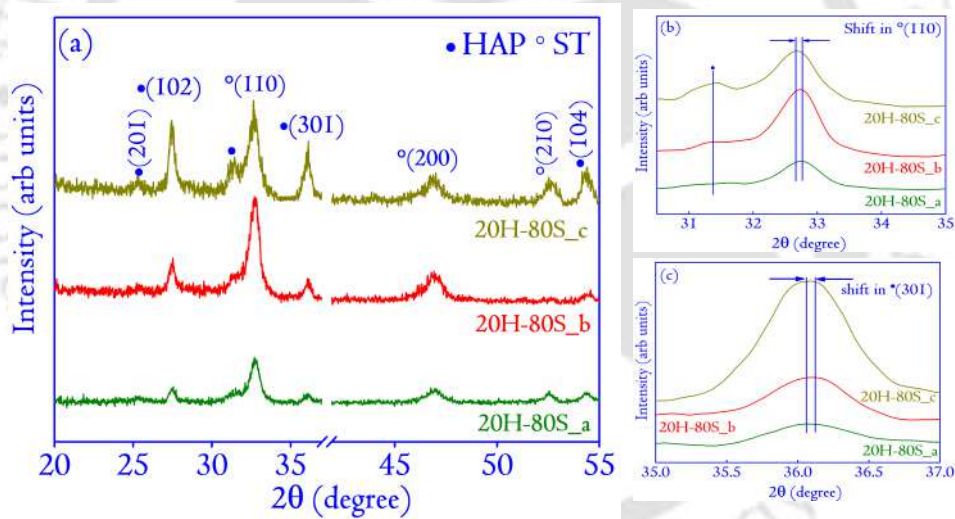 (a)
• HAP ° ST
•(102)
°(110)
•(201)
•(301)
°(200)
°(210)
•(104)
20H-80S_c
20H-80S_b
20H-80S_a
Intensity (arb units)
20 25 30 35 45 50 55
2θ (degree)
(b)
Shift in °(110)
20H-80S_c
20H-80S_b
20H-80S_a
Intensity (arb units)
31 32 33 34 35
2θ (degree)
(c)
shift in •(301)
20H-80S_c
20H-80S_b
20H-80S_a
Intensity (arb units)
35.0 35.5 36.0 36.5 37.0
2θ (degree)